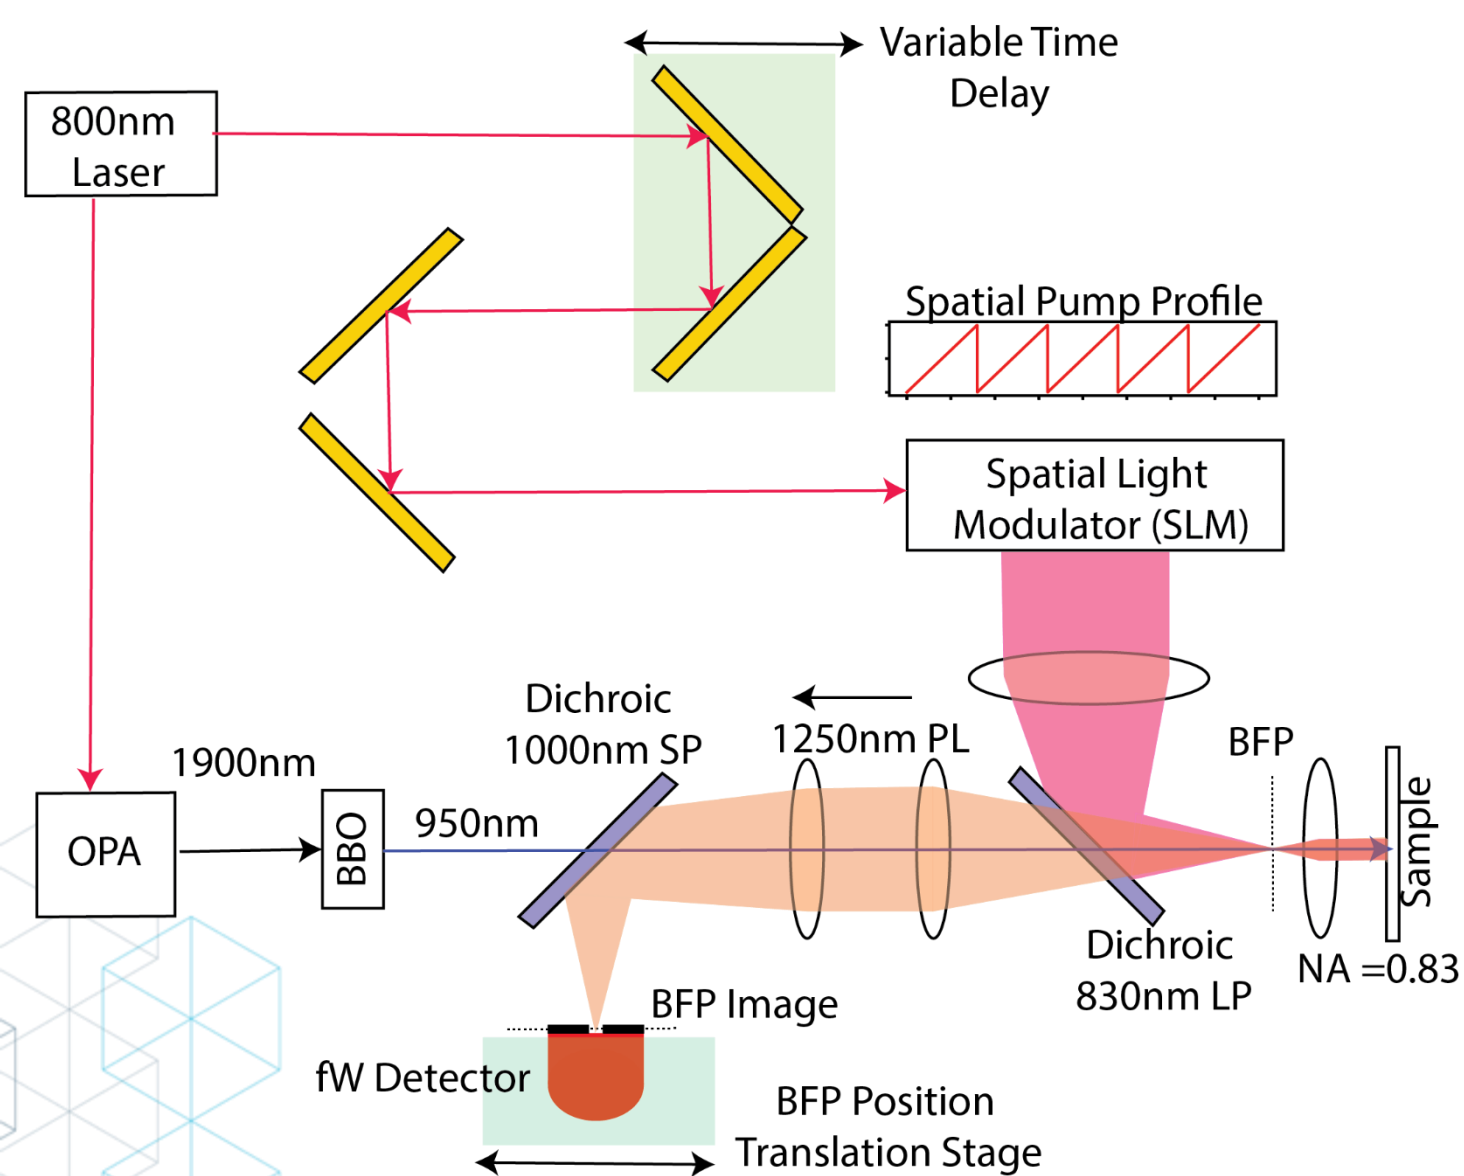 Variable Time
Delay
800nm
Laser
Spatial Pump Profile
Spatial Light
Modulator (SLM)
Dichroic
1000nm SP
1250nm PL
BFP
1900nm
950nm
OPA
BBO
Sample
Dichroic
830nm LP
NA =0.83
BFP Image
fW Detector
BFP Position
Translation Stage